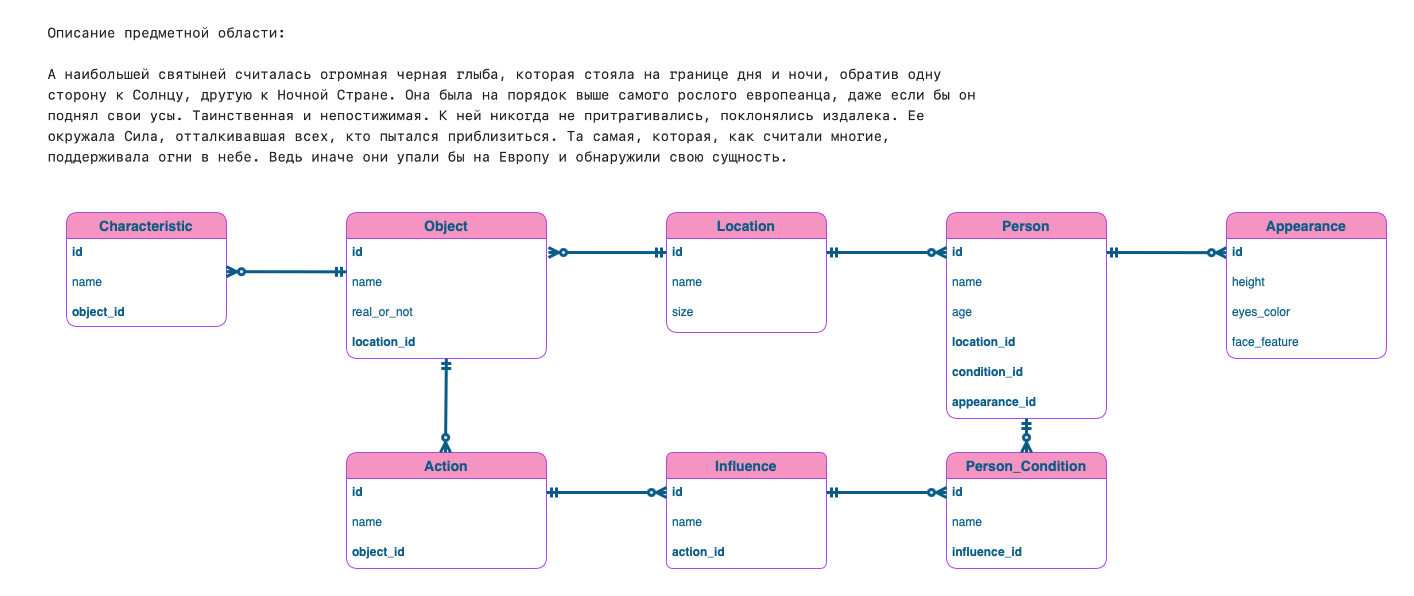 Описание предметной области:
А наибольшей святыней считалась огромная черная глыба, которая стояла на границе дня и ночи, обратив одну
сторону к Солнцу, другую к Ночной Стране. Она была на порядок выше самого рослого европеанца, даже если бы он
поднял свои усы. Таинственная и непостижимая. К ней никогда не притрагивались, поклонялись издалека. Ее
окружала Сила, отталкивавшая всех, кто пытался приблизиться. Та самая, которая, как считали многие,
поддерживала огни в небе. Ведь иначе они упали бы на Европу и обнаружили свою сущность.
Characteristic
id
name
object_id
Object
id
name
real_or_not
location_id
Location
id
name
size
Person
id
name
age
location_id
condition_id
appearance_id
Appearance
id
height
eyes_color
face_feature
Action
id
name
object_id
Influence
id
name
action_id
Person_Condition
id
name
influence_id